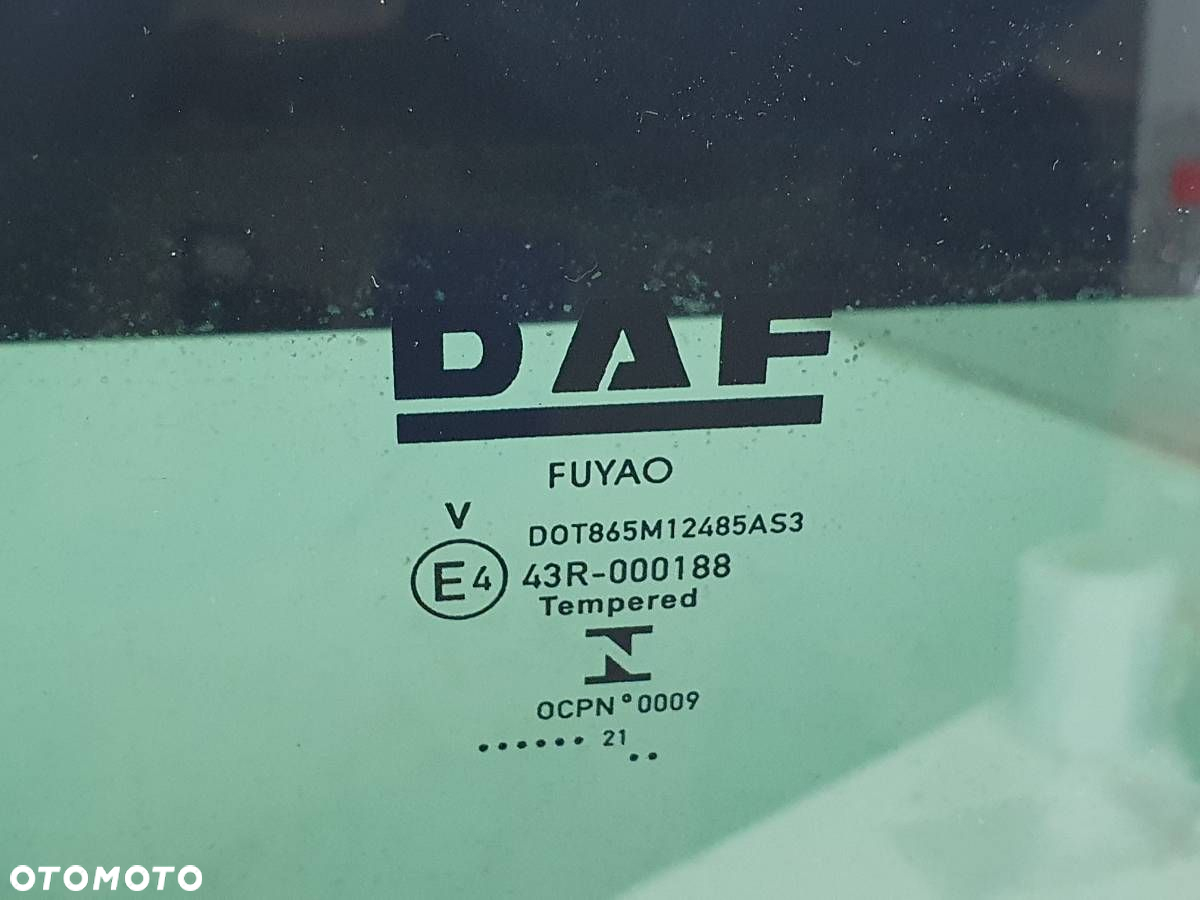 DAF
FUYAO
V
DOT865M12485AS3
E4
43R-000188
Tempered
OCPN°0009
...... 21 ..
OTOMOTO